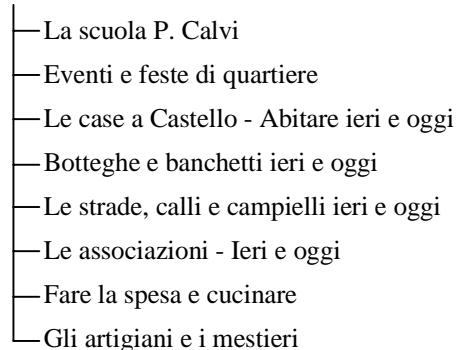 La scuola P. Calvi
Eventi e feste di quartiere
Le case a Castello - Abitare ieri e oggi
Botteghe e banchetti ieri e oggi
Le strade, calli e campielli ieri e oggi
Le associazioni - Ieri e oggi
Fare la spesa e cucinare
Gli artigiani e i mestieri